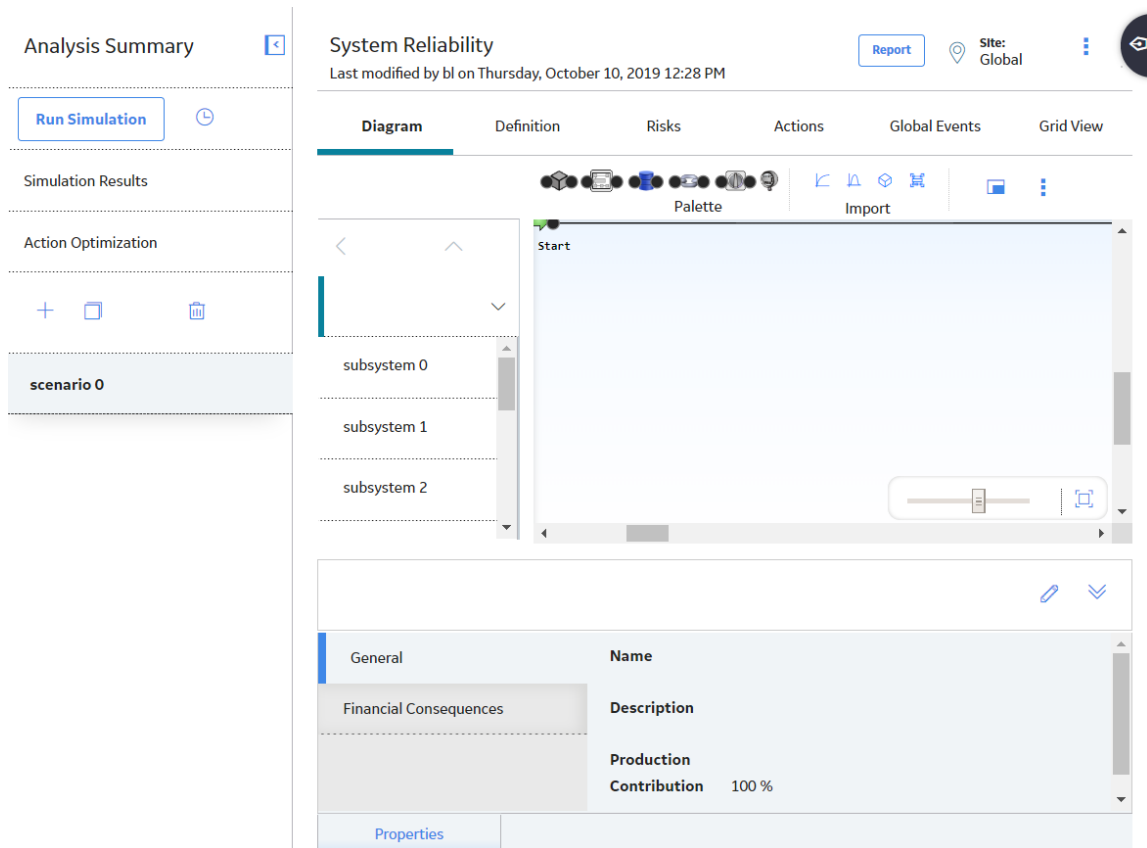 Analysis Summary
Run Simulation
Simulation Results
Action Optimization
scenario 0
System Reliability
Last modified by bl on Thursday, October 10, 2019 12:28 PM
Report
Site:
Global
Diagram
Definition
Risks
Actions
Global Events
Grid View
Palette
Import
subsystem 0
subsystem 1
subsystem 2
Start
General
Financial Consequences
Name
Description
Production
Contribution 100 %
Properties